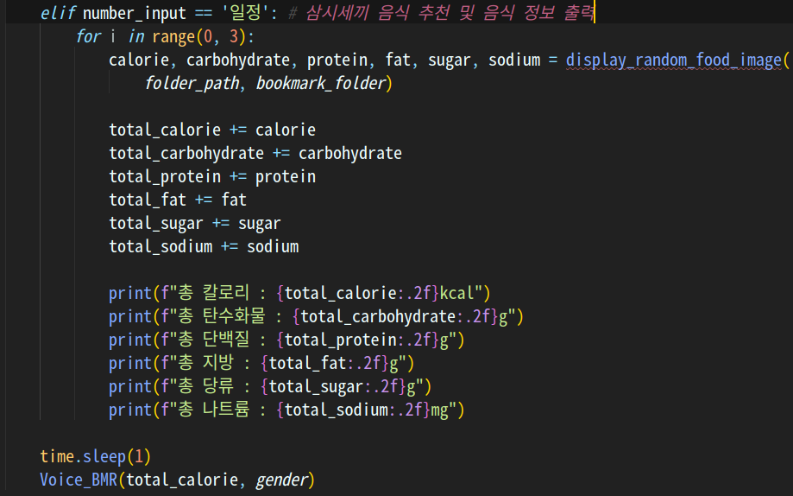 elif number_input == '일정': # 삼시세끼 음식 추천 및 음식 정보 출력
for i in range(0, 3):
calorie, carbohydrate, protein, fat, sugar, sodium = display_random_food_image(
folder_path, bookmark_folder)
total_calorie += calorie
total_carbohydrate += carbohydrate
total_protein += protein
total_fat += fat
total_sugar += sugar
total_sodium += sodium
print(f"총 칼로리 : {total_calorie:.2f}kcal")
print(f"총 탄수화물 : {total_carbohydrate:.2f}g")
print(f"총 단백질 : {total_protein:.2f}g")
print(f"총 지방 : {total_fat:.2f}g")
print(f"총 당류 : {total_sugar:.2f}g")
print(f"총 나트륨 : {total_sodium:.2f}mg")
time.sleep(1)
Voice_BMR(total_calorie, gender)